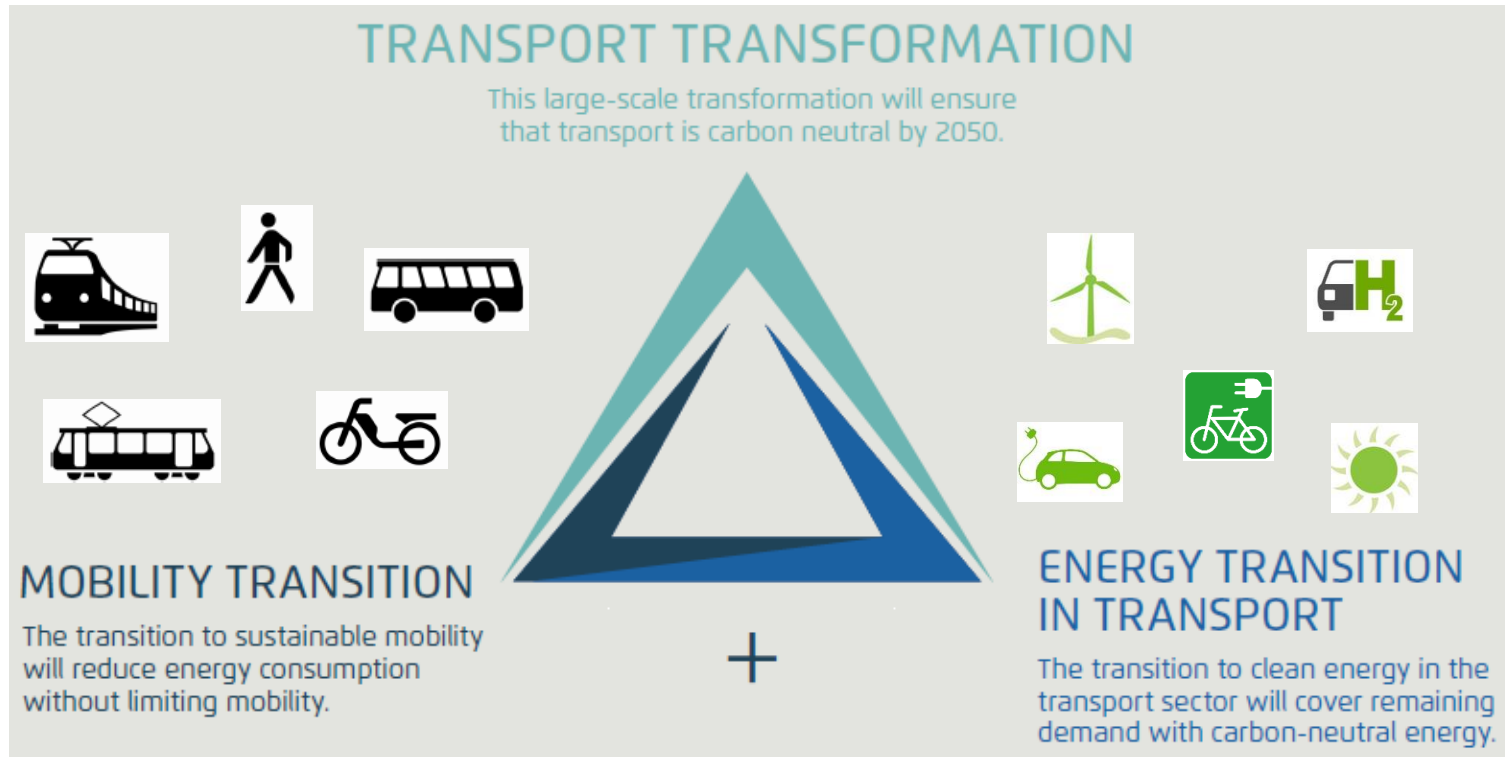 TRANSPORT TRANSFORMATION
This large-scale transformation will ensure
that transport is carbon neutral by 2050.
H2
MOBILITY TRANSITION
The transition to sustainable mobility
will reduce energy consumption
without limiting mobility.
+
ENERGY TRANSITION
IN TRANSPORT
The transition to clean energy in the
transport sector will cover remaining
demand with carbon-neutral energy.